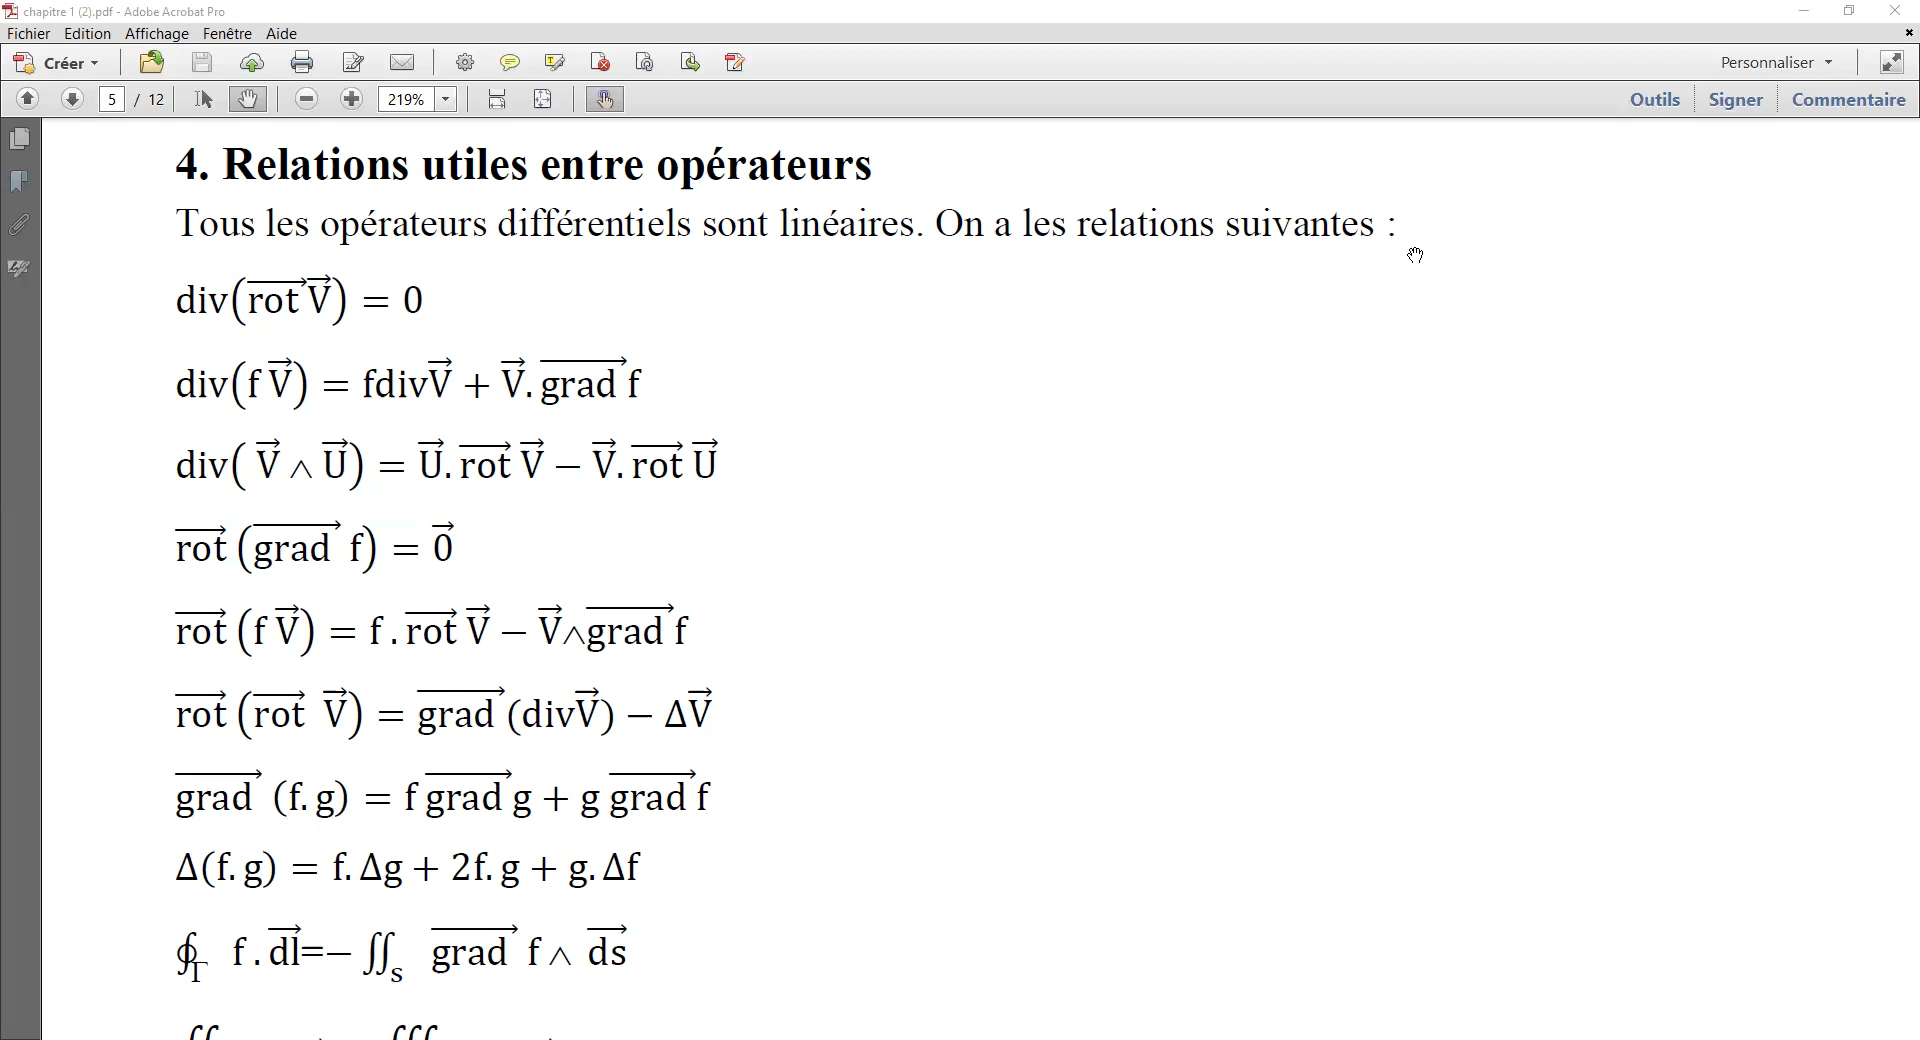 chapitre 1 (2).pdf - Adobe Acrobat Pro
Fichier Edition Affichage Fenêtre Aide
Créer Personnaliser
5 / 12 219% Outils Signer Commentaire
4. Relations utiles entre opérateurs
Tous les opérateurs différentiels sont linéaires. On a les relations suivantes :
div(rot⃗ V⃗) = 0
div(f V⃗) = fdivV⃗ + V⃗. grad⃗ f
div( V⃗ ∧ U⃗) = U⃗. rot⃗ V⃗ − V⃗. rot⃗ U⃗
rot⃗ (grad⃗ f) = 0⃗
rot⃗ (f V⃗) = f . rot⃗ V⃗ − V⃗∧grad⃗ f
rot⃗ (rot⃗ V⃗) = grad⃗ (divV⃗) − ΔV⃗
grad⃗ (f. g) = f grad⃗ g + g grad⃗ f
Δ(f. g) = f. Δg + 2f. g + g. Δf
∮Γ f . dl⃗=− ∬s grad⃗ f ∧ ds⃗